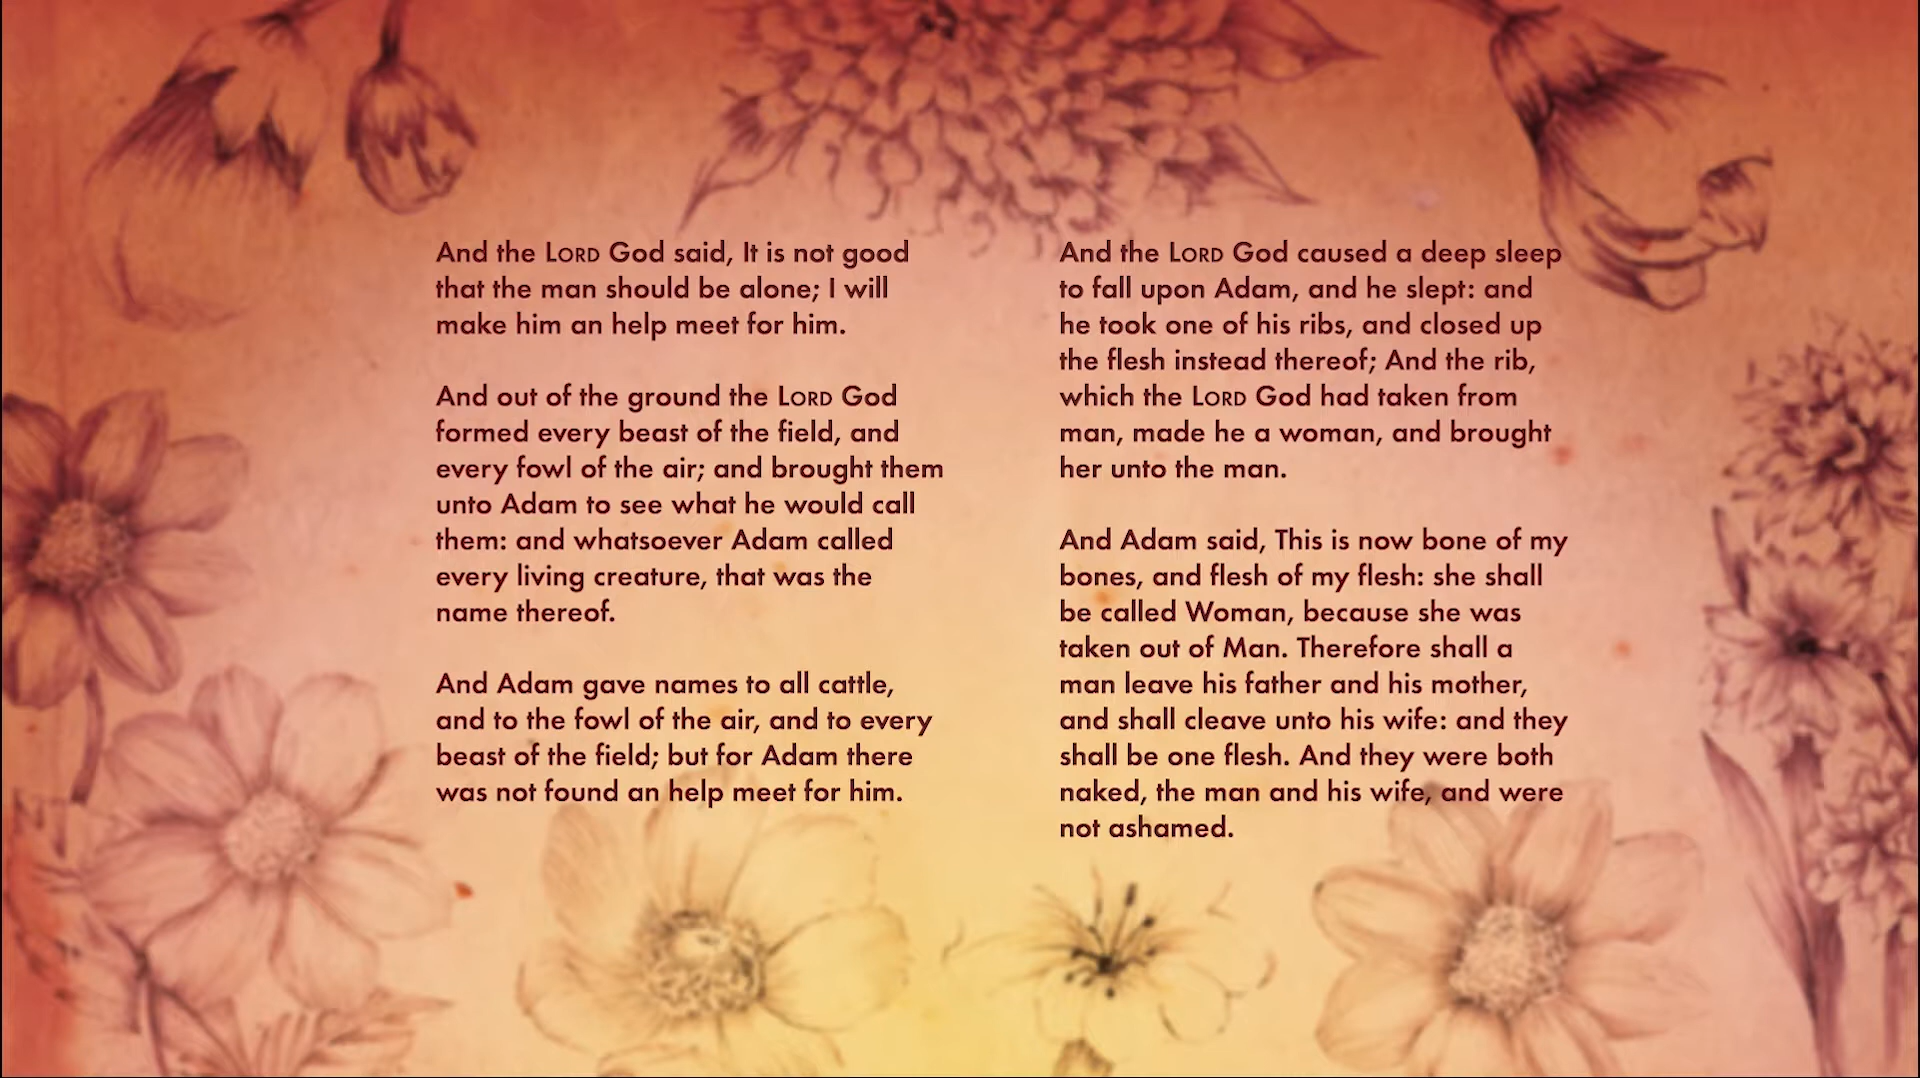 And the LORD God said, It is not good
that the man should be alone; I will
make him an help meet for him.
And out of the ground the LORD God
formed every beast of the field, and
every fowl of the air; and brought them
unto Adam to see what he would call
them: and whatsoever Adam called
every living creature, that was the
name thereof.
And Adam gave names to all cattle,
and to the fowl of the air, and to every
beast of the field; but for Adam there
was not found an help meet for him.
And the LORD God caused a deep sleep
to fall upon Adam, and he slept: and
he took one of his ribs, and closed up
the flesh instead thereof; And the rib,
which the LORD God had taken from
man, made he a woman, and brought
her unto the man.
And Adam said, This is now bone of my
bones, and flesh of my flesh: she shall
be called Woman, because she was
taken out of Man. Therefore shall a
man leave his father and his mother,
and shall cleave unto his wife: and they
shall be one flesh. And they were both
naked, the man and his wife, and were
not ashamed.